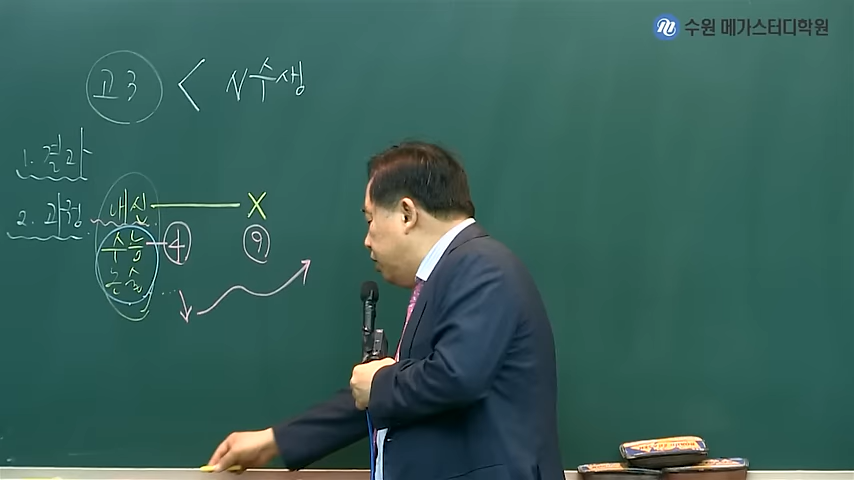 수원 메가스터디학원
고3 < N수생
1. 결과
2. 과정
내신 X
수능 4 9
논술